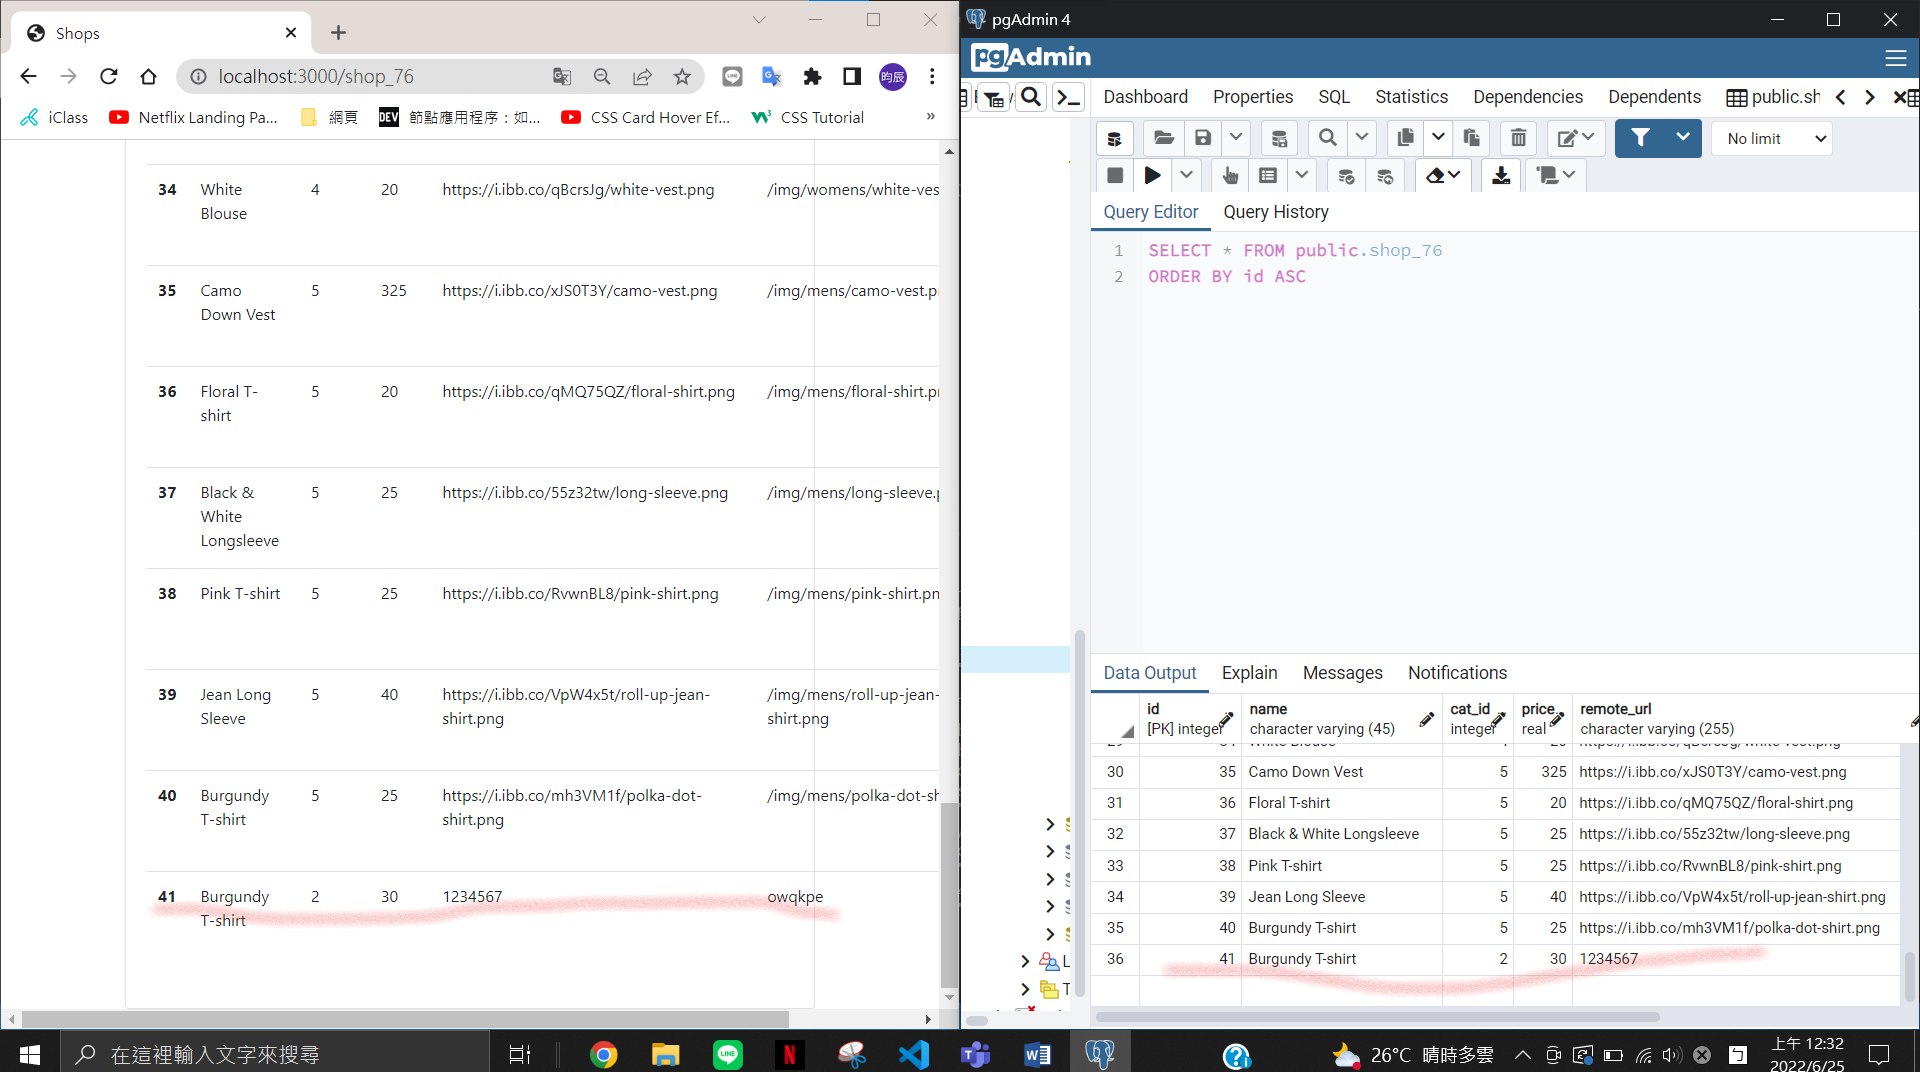 Shops
pgAdmin 4
localhost:3000/shop_76
昀辰
iClass
Netflix Landing Pa...
網頁
DEV
節點應用程序：如...
CSS Card Hover Ef...
CSS Tutorial
»
34 White Blouse 4 20 https://i.ibb.co/qBcrsJg/white-vest.png /img/womens/white-ves
35 Camo Down Vest 5 325 https://i.ibb.co/xJS0T3Y/camo-vest.png /img/mens/camo-vest.p
36 Floral T-shirt 5 20 https://i.ibb.co/qMQ75QZ/floral-shirt.png /img/mens/floral-shirt.p
37 Black & White Longsleeve 5 25 https://i.ibb.co/55z32tw/long-sleeve.png /img/mens/long-sleeve.
38 Pink T-shirt 5 25 https://i.ibb.co/RvwnBL8/pink-shirt.png /img/mens/pink-shirt.pn
39 Jean Long Sleeve 5 40 https://i.ibb.co/VpW4x5t/roll-up-jean-shirt.png /img/mens/roll-up-jean-shirt.png
40 Burgundy T-shirt 5 25 https://i.ibb.co/mh3VM1f/polka-dot-shirt.png /img/mens/polka-dot-sh
41 Burgundy T-shirt 2 30 1234567 owqkpe
pgAdmin
Dashboard Properties SQL Statistics Dependencies Dependents public.sh
No limit
Query Editor Query History
1 SELECT * FROM public.shop_76
2 ORDER BY id ASC
Data Output Explain Messages Notifications
id name cat_id price remote_url
[PK] integer character varying (45) integer real character varying (255)
30 35 Camo Down Vest 5 325 https://i.ibb.co/xJS0T3Y/camo-vest.png
31 36 Floral T-shirt 5 20 https://i.ibb.co/qMQ75QZ/floral-shirt.png
32 37 Black & White Longsleeve 5 25 https://i.ibb.co/55z32tw/long-sleeve.png
33 38 Pink T-shirt 5 25 https://i.ibb.co/RvwnBL8/pink-shirt.png
34 39 Jean Long Sleeve 5 40 https://i.ibb.co/VpW4x5t/roll-up-jean-shirt.png
35 40 Burgundy T-shirt 5 25 https://i.ibb.co/mh3VM1f/polka-dot-shirt.png
36 41 Burgundy T-shirt 2 30 1234567
L
T
在這裡輸入文字來搜尋
LINE
26°C 晴時多雲
上午 12:32
2022/6/25